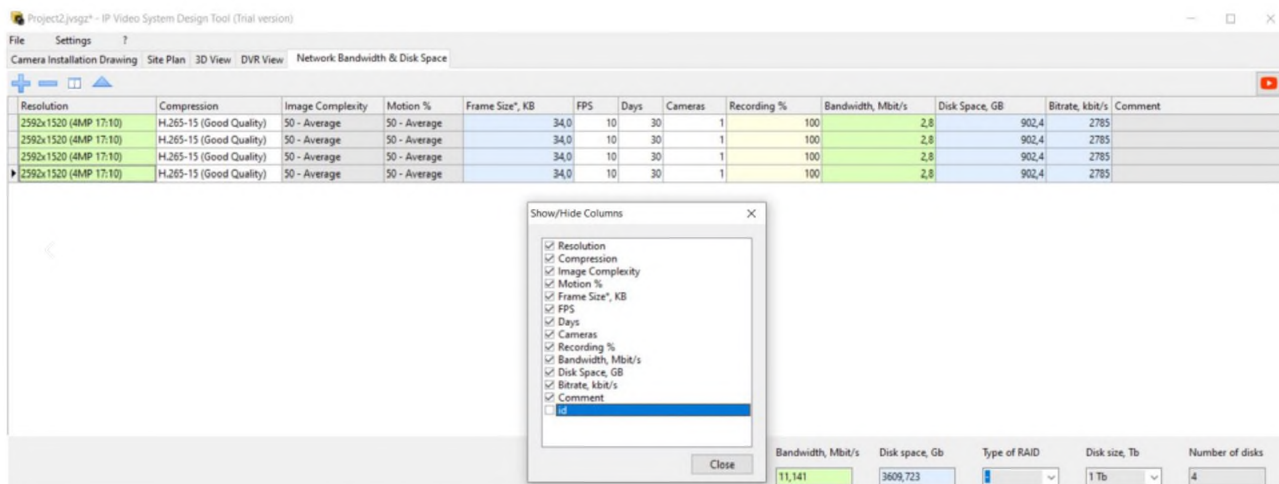 Project2.jvsgz* - IP Video System Design Tool (Trial version)
File Settings ?
Camera Installation Drawing Site Plan 3D View DVR View Network Bandwidth & Disk Space
Resolution Compression Image Complexity Motion % Frame Size*, KB FPS Days Cameras Recording % Bandwidth, Mbit/s Disk Space, GB Bitrate, kbit/s Comment
2592x1520 (4MP 17:10) H.265-15 (Good Quality) 50 - Average 50 - Average 34,0 10 30 1 100 2,8 902,4 2785
2592x1520 (4MP 17:10) H.265-15 (Good Quality) 50 - Average 50 - Average 34,0 10 30 1 100 2,8 902,4 2785
2592x1520 (4MP 17:10) H.265-15 (Good Quality) 50 - Average 50 - Average 34,0 10 30 1 100 2,8 902,4 2785
2592x1520 (4MP 17:10) H.265-15 (Good Quality) 50 - Average 50 - Average 34,0 10 30 1 100 2,8 902,4 2785
Show/Hide Columns
Resolution
Compression
Image Complexity
Motion %
Frame Size*, KB
FPS
Days
Cameras
Recording %
Bandwidth, Mbit/s
Disk Space, GB
Bitrate, kbit/s
Comment
id
Close
Bandwidth, Mbit/s Disk space, Gb Type of RAID Disk size, Tb Number of disks
11,141 3609,723 - 1 Tb 4